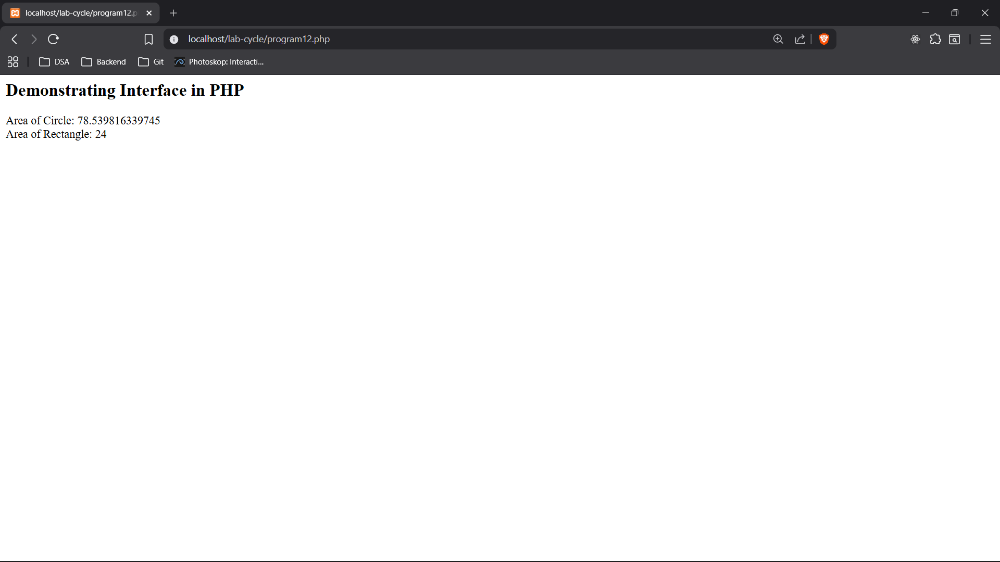 localhost/lab-cycle/program12.p
localhost/lab-cycle/program12.php
DSA
Backend
Git
Photoskop: Interacti...
Demonstrating Interface in PHP
Area of Circle: 78.539816339745
Area of Rectangle: 24